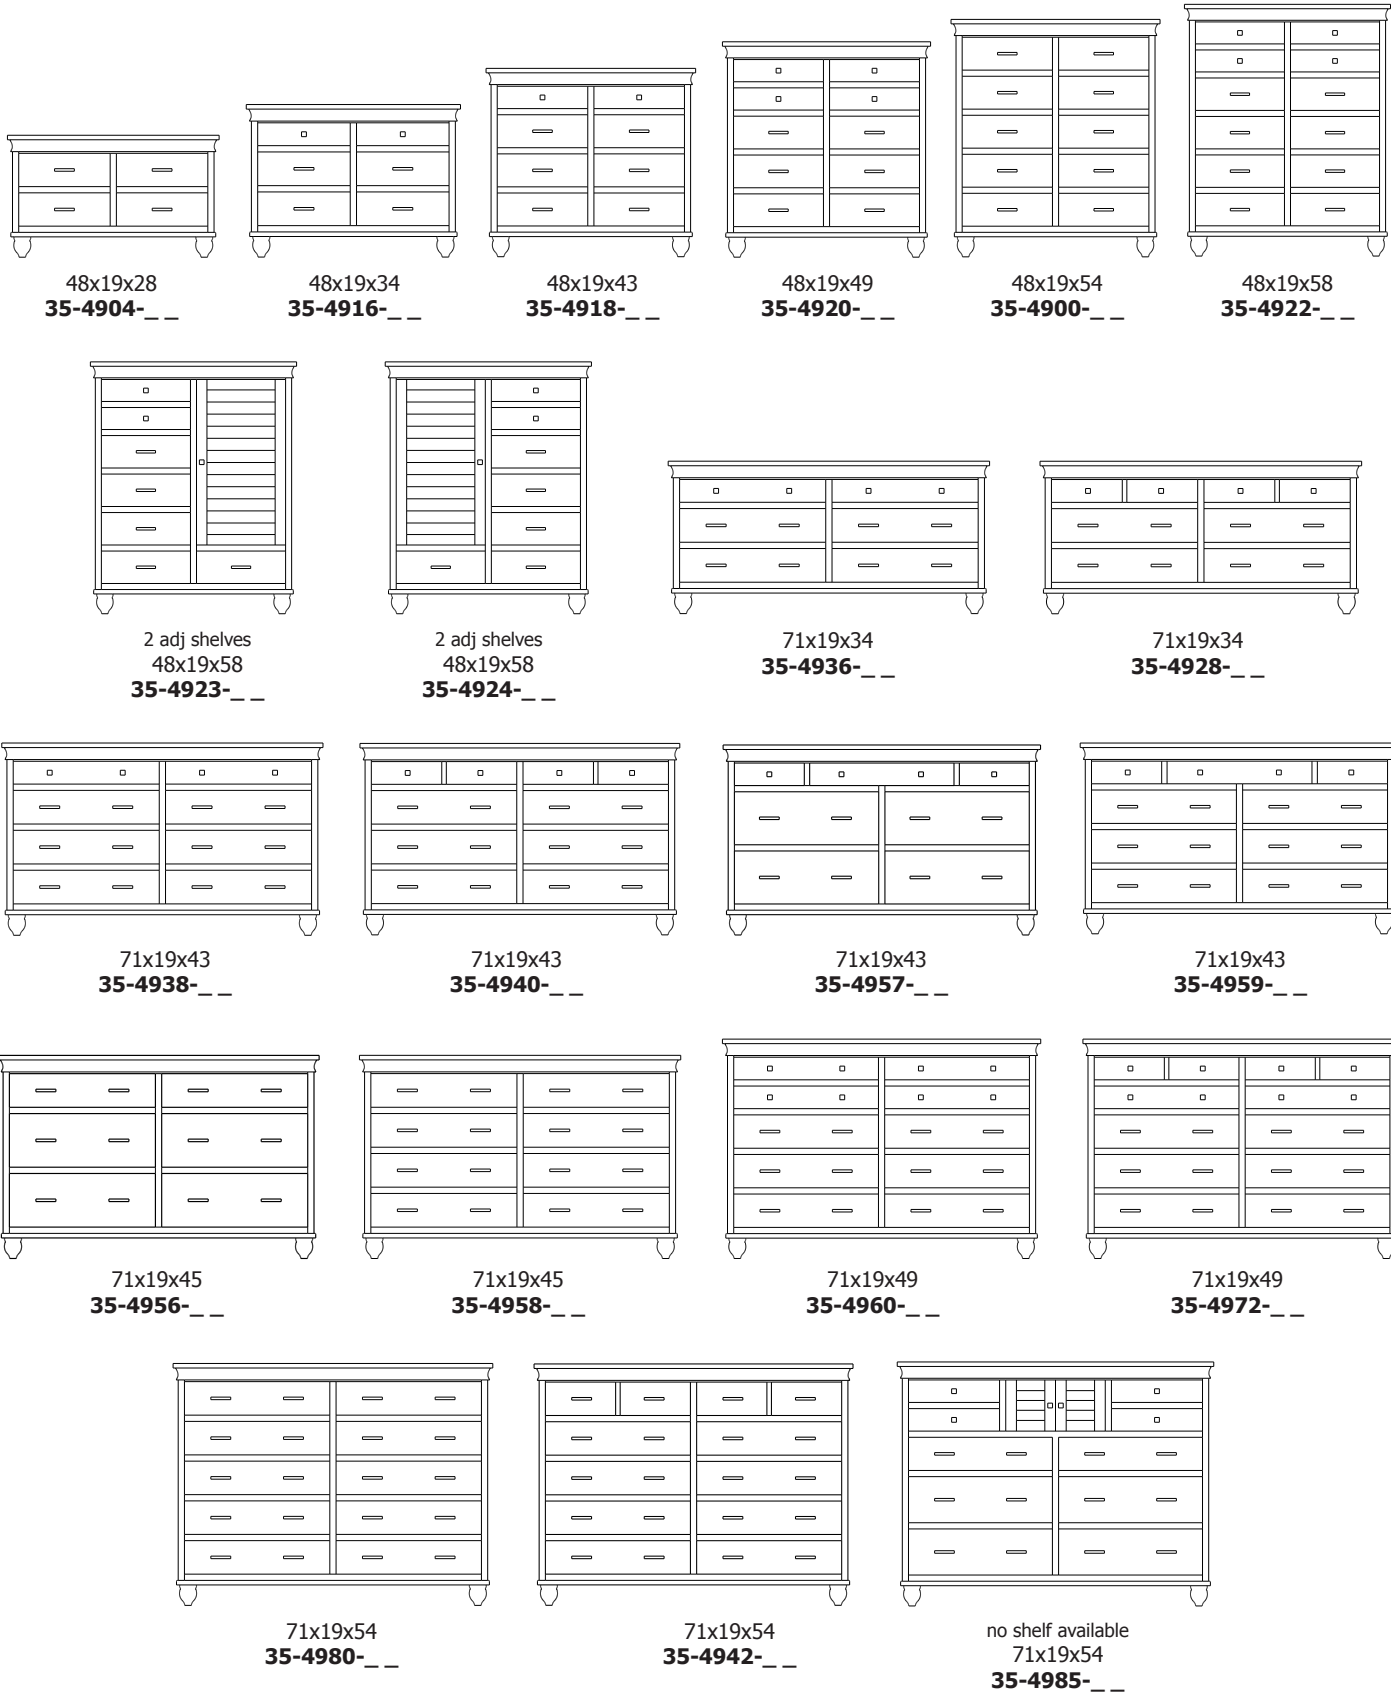 48x19x28
35-4904-_ _
48x19x34
35-4916-_ _
48x19x43
35-4918-_ _
48x19x49
35-4920-_ _
48x19x54
35-4900-_ _
48x19x58
35-4922-_ _
2 adj shelves
48x19x58
35-4923-_ _
2 adj shelves
48x19x58
35-4924-_ _
71x19x34
35-4936-_ _
71x19x34
35-4928-_ _
71x19x43
35-4938-_ _
71x19x43
35-4940-_ _
71x19x43
35-4957-_ _
71x19x43
35-4959-_ _
71x19x45
35-4956-_ _
71x19x45
35-4958-_ _
71x19x49
35-4960-_ _
71x19x49
35-4972-_ _
71x19x54
35-4980-_ _
71x19x54
35-4942-_ _
no shelf available
71x19x54
35-4985-_ _